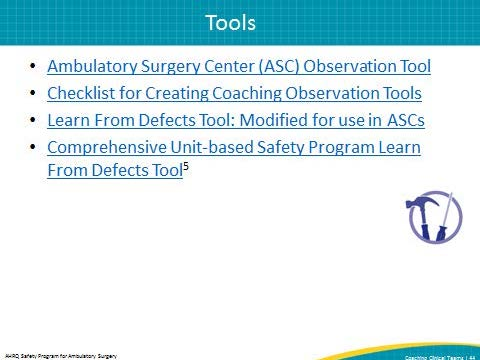 Tools
• Ambulatory Surgery Center (ASC) Observation Tool
• Checklist for Creating Coaching Observation Tools
• Learn From Defects Tool: Modified for use in ASCs
• Comprehensive Unit-based Safety Program Learn
From Defects Tool5
AHRQ Safety Program for Ambulatory Surgery
Coaching Clinical Teams | 44